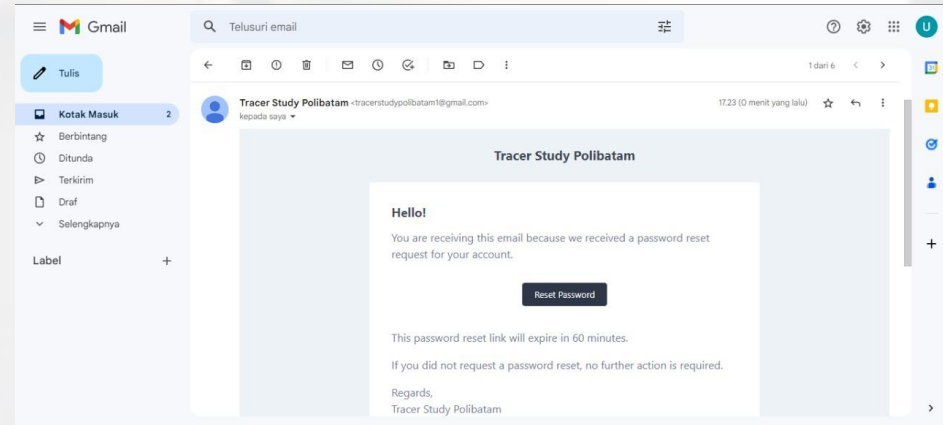 Gmail
Telusuri email
U
Tulis
1 dari 6
Kotak Masuk 2
Berbintang
Ditunda
Terkirim
Draf
Selengkapnya
Label
Tracer Study Polibatam <tracerstudypolibatam1@gmail.com>
17.23 (0 menit yang lalu)
kepada saya
Tracer Study Polibatam
Hello!
You are receiving this email because we received a password reset
request for your account.
Reset Password
This password reset link will expire in 60 minutes.
If you did not request a password reset, no further action is required.
Regards,
Tracer Study Polibatam